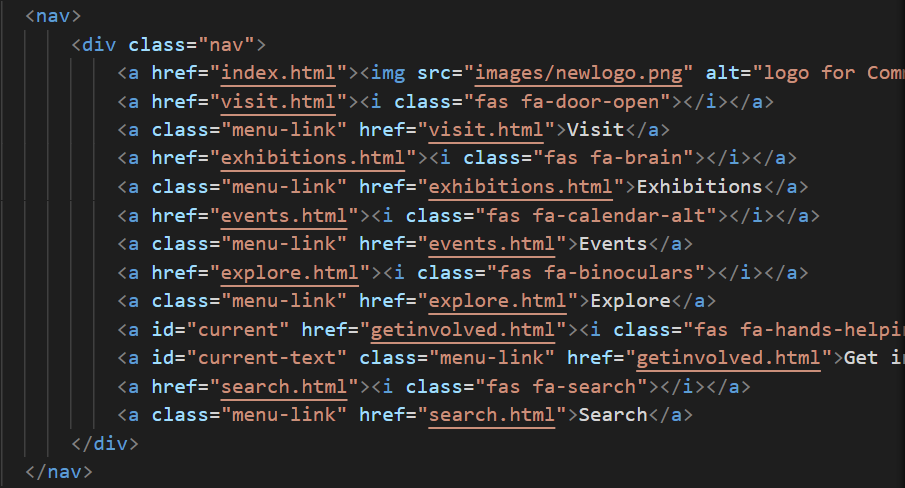 <nav>
<div class="nav">
<a href="index.html"><img src="images/newlogo.png" alt="logo for
<a href="visit.html"><i class="fas fa-door-open"></i></a>
<a class="menu-link" href="visit.html">Visit</a>
<a href="exhibitions.html"><i class="fas fa-brain"></i></a>
<a class="menu-link" href="exhibitions.html">Exhibitions</a>
<a href="events.html"><i class="fas fa-calendar-alt"></i></a>
<a class="menu-link" href="events.html">Events</a>
<a href="explore.html"><i class="fas fa-binoculars"></i></a>
<a class="menu-link" href="explore.html">Explore</a>
<a id="current" href="getinvolved.html"><i class="fas fa-hands-helpin
<a id="current-text" class="menu-link" href="getinvolved.html">Get
<a href="search.html"><i class="fas fa-search"></i></a>
<a class="menu-link" href="search.html">Search</a>
</div>
</nav>